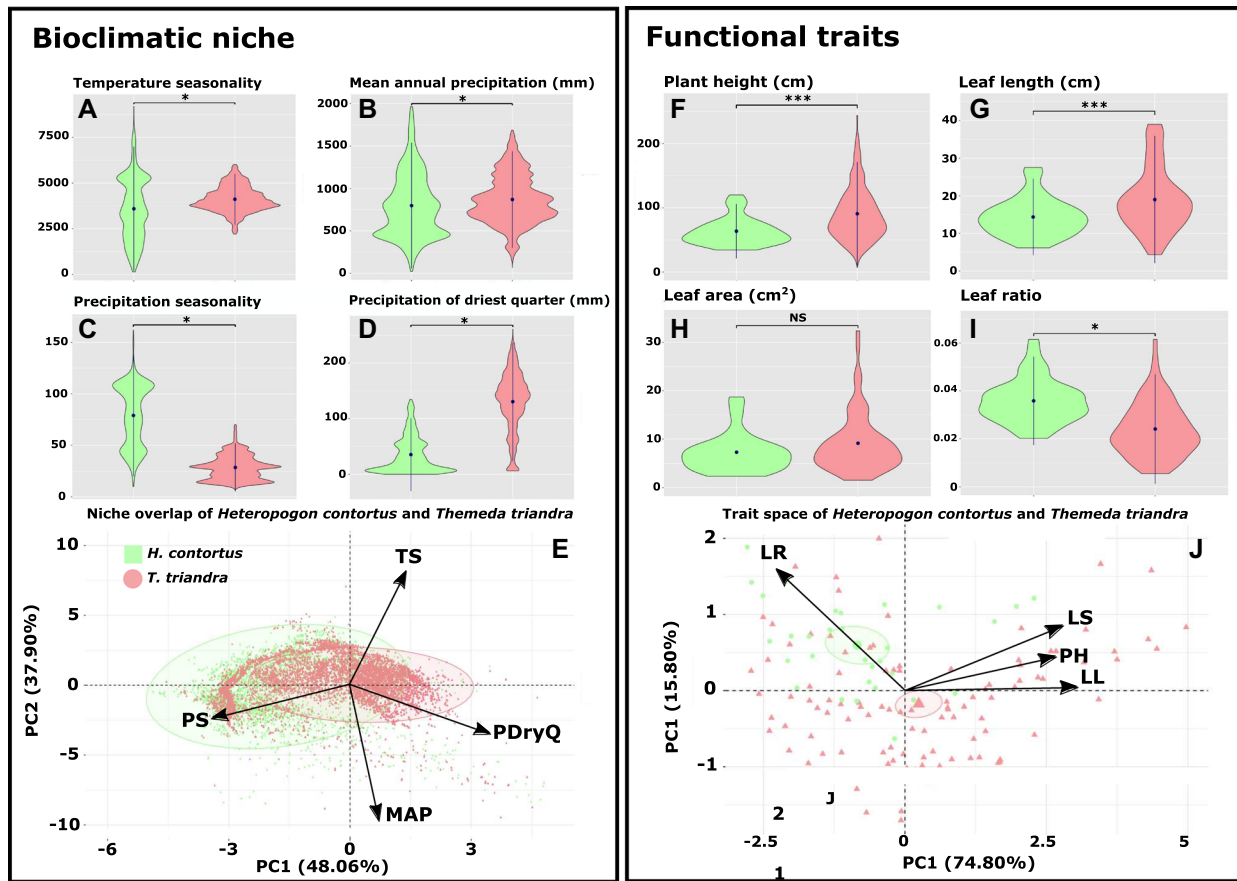 Bioclimatic niche
Temperature seasonality
A
*
7500
5000
2500
0
Mean annual precipitation (mm)
B
*
2000
1500
1000
500
0
Precipitation seasonality
C
*
150
100
50
0
Precipitation of driest quarter (mm)
D
*
200
100
0
Niche overlap of Heteropogon contortus and Themeda triandra
E
H. contortus
T. triandra
TS
PS
PDryQ
MAP
10
5
0
-5
-10
PC2 (37.90%)
-6
-3
0
3
PC1 (48.06%)
Functional traits
Plant height (cm)
F
***
200
100
0
Leaf length (cm)
G
***
40
30
20
10
0
Leaf area (cm²)
H
NS
30
20
10
0
Leaf ratio
I
*
0.06
0.04
0.02
0
Trait space of Heteropogon contortus and Themeda triandra
J
LR
LS
PH
LL
2
1
0
-1
PC1 (15.80%)
J
2
-2.5
0
2.5
5
PC1 (74.80%)
1